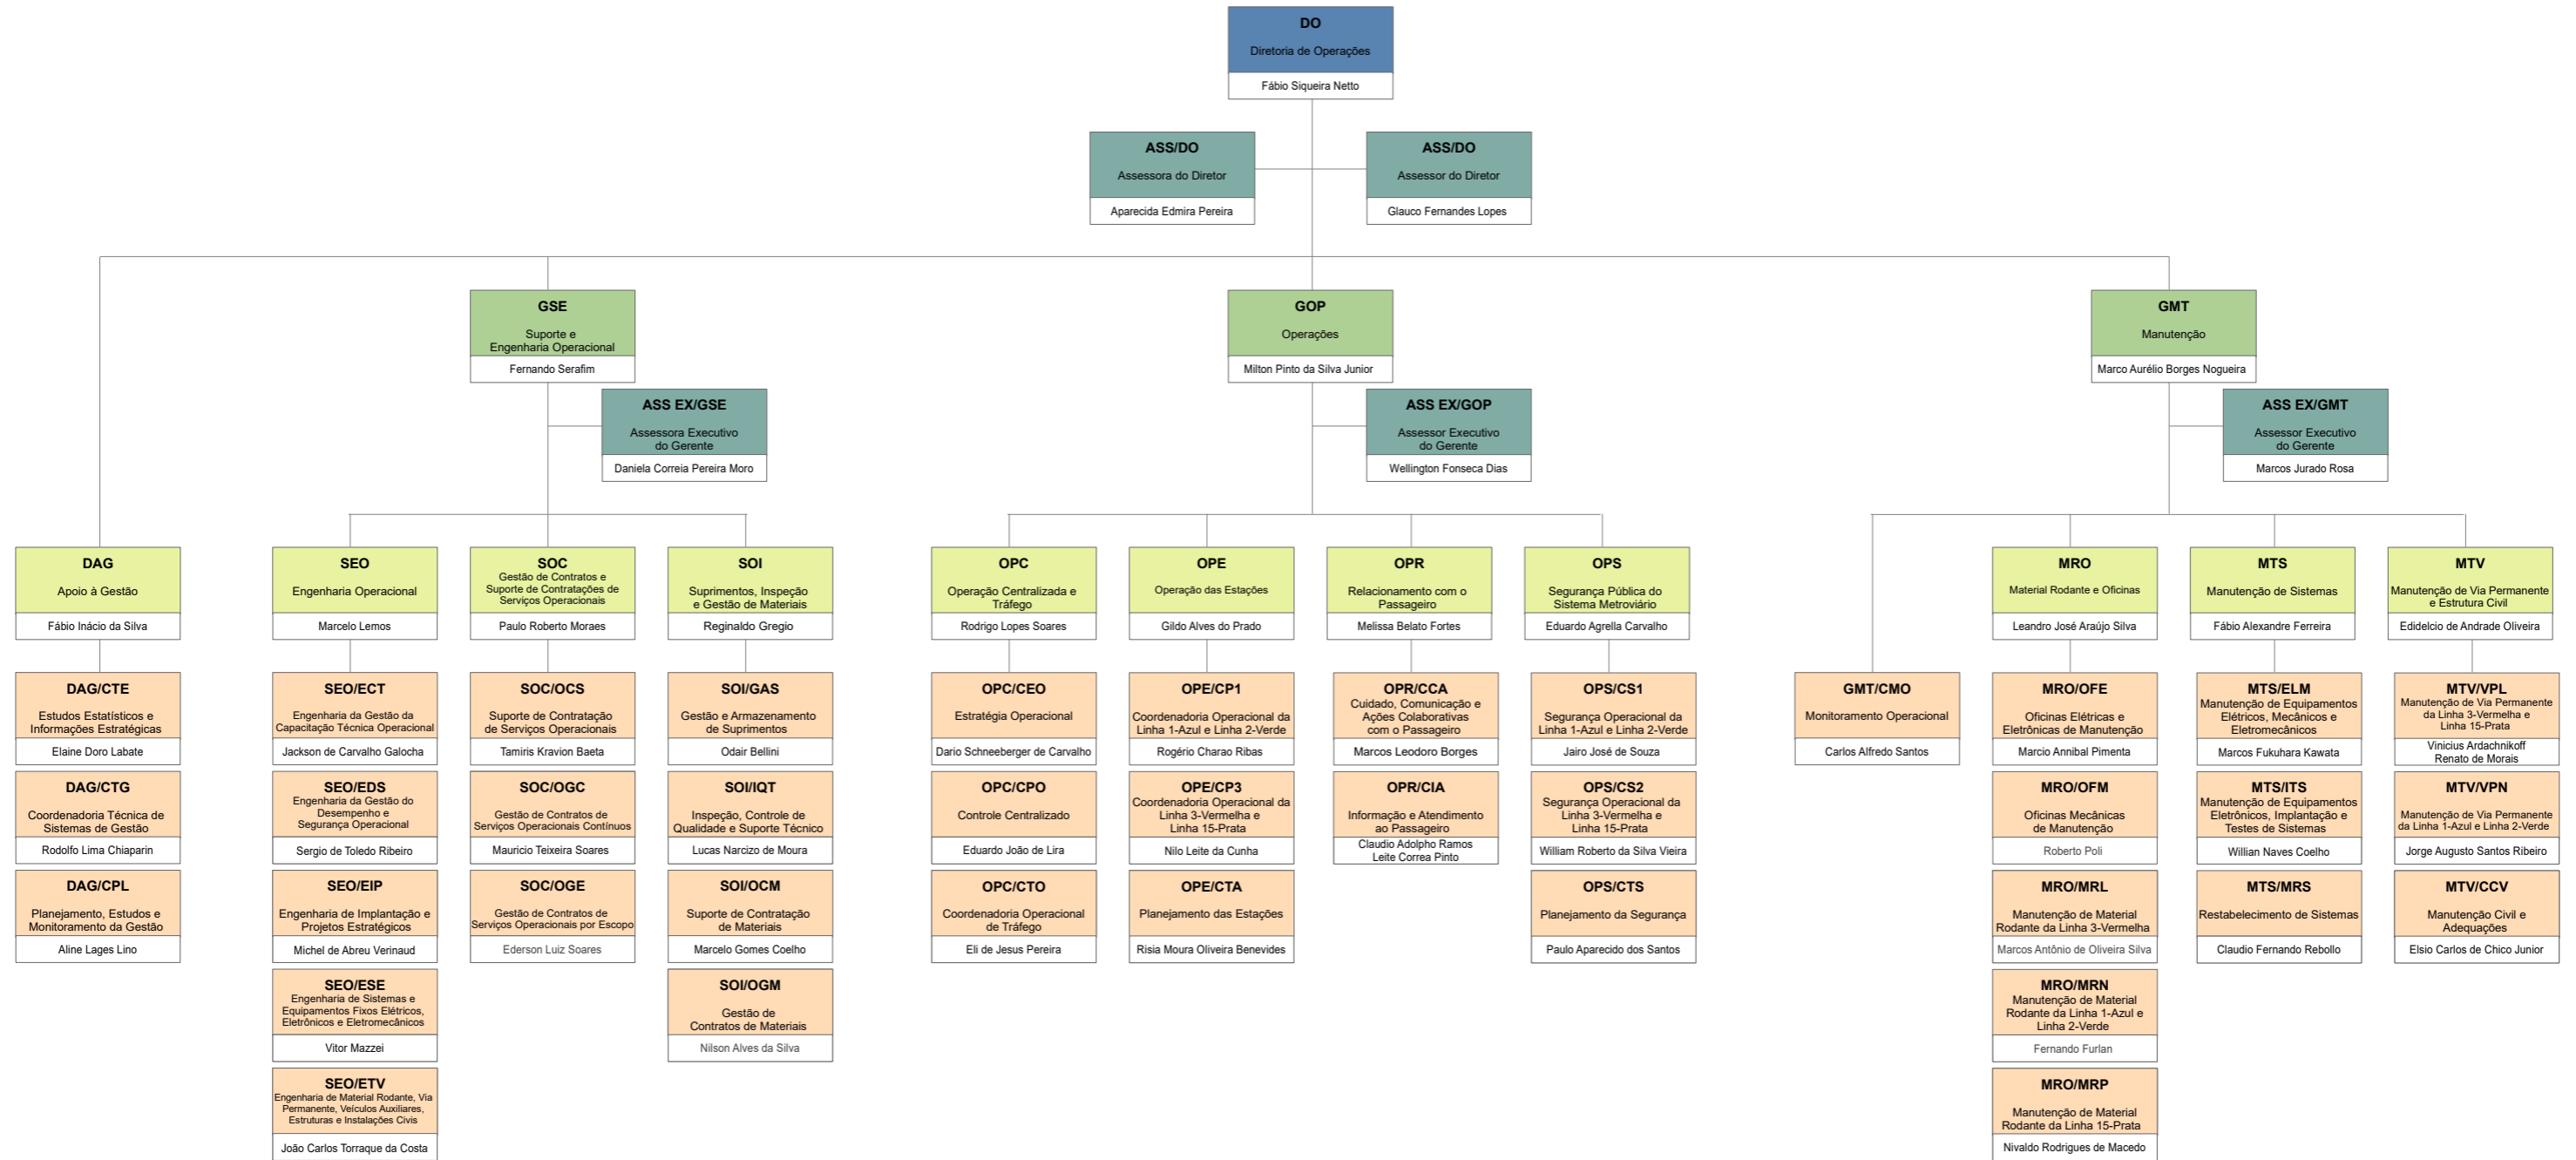 DO
Diretoria de Operações
Fábio Siqueira Netto
ASS/DO
Assessora do Diretor
Aparecida Edmira Pereira
ASS/DO
Assessor do Diretor
Glauco Fernandes Lopes
GSE
Suporte e
Engenharia Operacional
Fernando Serafim
ASS EX/GSE
Assessora Executivo
do Gerente
Daniela Correia Pereira Moro
GOP
Operações
Milton Pinto da Silva Junior
ASS EX/GOP
Assessor Executivo
do Gerente
Wellington Fonseca Dias
GMT
Manutenção
Marco Aurélio Borges Nogueira
ASS EX/GMT
Assessor Executivo
do Gerente
Marcos Jurado Rosa
DAG
Apoio à Gestão
Fábio Inácio da Silva
DAG/CTE
Estudos Estatísticos e
Informações Estratégicas
Elaine Doro Labate
DAG/CTG
Coordenadoria Técnica de
Sistemas de Gestão
Rodolfo Lima Chiaparin
DAG/CPL
Planejamento, Estudos e
Monitoramento da Gestão
Aline Lages Lino
SEO
Engenharia Operacional
Marcelo Lemos
SEO/ECT
Engenharia da Gestão da
Capacitação Técnica Operacional
Jackson de Carvalho Galocha
SEO/EDS
Engenharia da Gestão do
Desempenho e
Segurança Operacional
Sergio de Toledo Ribeiro
SEO/EIP
Engenharia de Implantação e
Projetos Estratégicos
Michel de Abreu Verinaud
SEO/ESE
Engenharia de Sistemas e
Equipamentos Fixos Elétricos,
Eletrônicos e Eletromecânicos
Vitor Mazzei
SEO/ETV
Engenharia de Material Rodante, Via
Permanente, Veículos Auxiliares,
Estruturas e Instalações Civis
João Carlos Torraque da Costa
SOC
Gestão de Contratos e
Suporte de Contratações de
Serviços Operacionais
Paulo Roberto Moraes
SOC/OCS
Suporte de Contratação
de Serviços Operacionais
Tamiris Kravion Baeta
SOC/OGC
Gestão de Contratos de
Serviços Operacionais Contínuos
Mauricio Teixeira Soares
SOC/OGE
Gestão de Contratos de
Serviços Operacionais por Escopo
Ederson Luiz Soares
SOI
Suprimentos, Inspeção
e Gestão de Materiais
Reginaldo Gregio
SOI/GAS
Gestão e Armazenamento
de Suprimentos
Odair Bellini
SOI/IQT
Inspeção, Controle de
Qualidade e Suporte Técnico
Lucas Narcizo de Moura
SOI/OCM
Suporte de Contratação
de Materiais
Marcelo Gomes Coelho
SOI/OGM
Gestão de
Contratos de Materiais
Nilson Alves da Silva
OPC
Operação Centralizada e
Tráfego
Rodrigo Lopes Soares
OPC/CEO
Estratégia Operacional
Dario Schneeberger de Carvalho
OPC/CPO
Controle Centralizado
Eduardo João de Lira
OPC/CTO
Coordenadoria Operacional
de Tráfego
Eli de Jesus Pereira
OPE
Operação das Estações
Gildo Alves do Prado
OPE/CP1
Coordenadoria Operacional da
Linha 1-Azul e Linha 2-Verde
Rogério Charao Ribas
OPE/CP3
Coordenadoria Operacional da
Linha 3-Vermelha e
Linha 15-Prata
Nilo Leite da Cunha
OPE/CTA
Planejamento das Estações
Risia Moura Oliveira Benevides
OPR
Relacionamento com o
Passageiro
Melissa Belato Fortes
OPR/CCA
Cuidado, Comunicação e
Ações Colaborativas
com o Passageiro
Marcos Leodoro Borges
OPR/CIA
Informação e Atendimento
ao Passageiro
Claudio Adolpho Ramos
Leite Correa Pinto
OPS
Segurança Pública do
Sistema Metroviário
Eduardo Agrella Carvalho
OPS/CS1
Segurança Operacional da
Linha 1-Azul e Linha 2-Verde
Jairo José de Souza
OPS/CS2
Segurança Operacional da
Linha 3-Vermelha e
Linha 15-Prata
William Roberto da Silva Vieira
OPS/CTS
Planejamento da Segurança
Paulo Aparecido dos Santos
GMT/CMO
Monitoramento Operacional
Carlos Alfredo Santos
MRO
Material Rodante e Oficinas
Leandro José Araújo Silva
MRO/OFE
Oficinas Elétricas e
Eletrônicas de Manutenção
Marcio Annibal Pimenta
MRO/OFM
Oficinas Mecânicas
de Manutenção
Roberto Poli
MRO/MRL
Manutenção de Material
Rodante da Linha 3-Vermelha
Marcos Antônio de Oliveira Silva
MRO/MRN
Manutenção de Material
Rodante da Linha 1-Azul e
Linha 2-Verde
Fernando Furlan
MRO/MRP
Manutenção de Material
Rodante da Linha 15-Prata
Nivaldo Rodrigues de Macedo
MTS
Manutenção de Sistemas
Fábio Alexandre Ferreira
MTS/ELM
Manutenção de Equipamentos
Elétricos, Mecânicos e
Eletromecânicos
Marcos Fukuhara Kawata
MTS/ITS
Manutenção de Equipamentos
Eletrônicos, Implantação e
Testes de Sistemas
Willian Naves Coelho
MTS/MRS
Restabelecimento de Sistemas
Claudio Fernando Rebollo
MTV
Manutenção de Via Permanente
e Estrutura Civil
Edidelcio de Andrade Oliveira
MTV/VPL
Manutenção de Via Permanente
da Linha 3-Vermelha e
Linha 15-Prata
Vinicius Ardachnikoff
Renato de Morais
MTV/VPN
Manutenção de Via Permanente
da Linha 1-Azul e Linha 2-Verde
Jorge Augusto Santos Ribeiro
MTV/CCV
Manutenção Civil e
Adequações
Elsio Carlos de Chico Junior